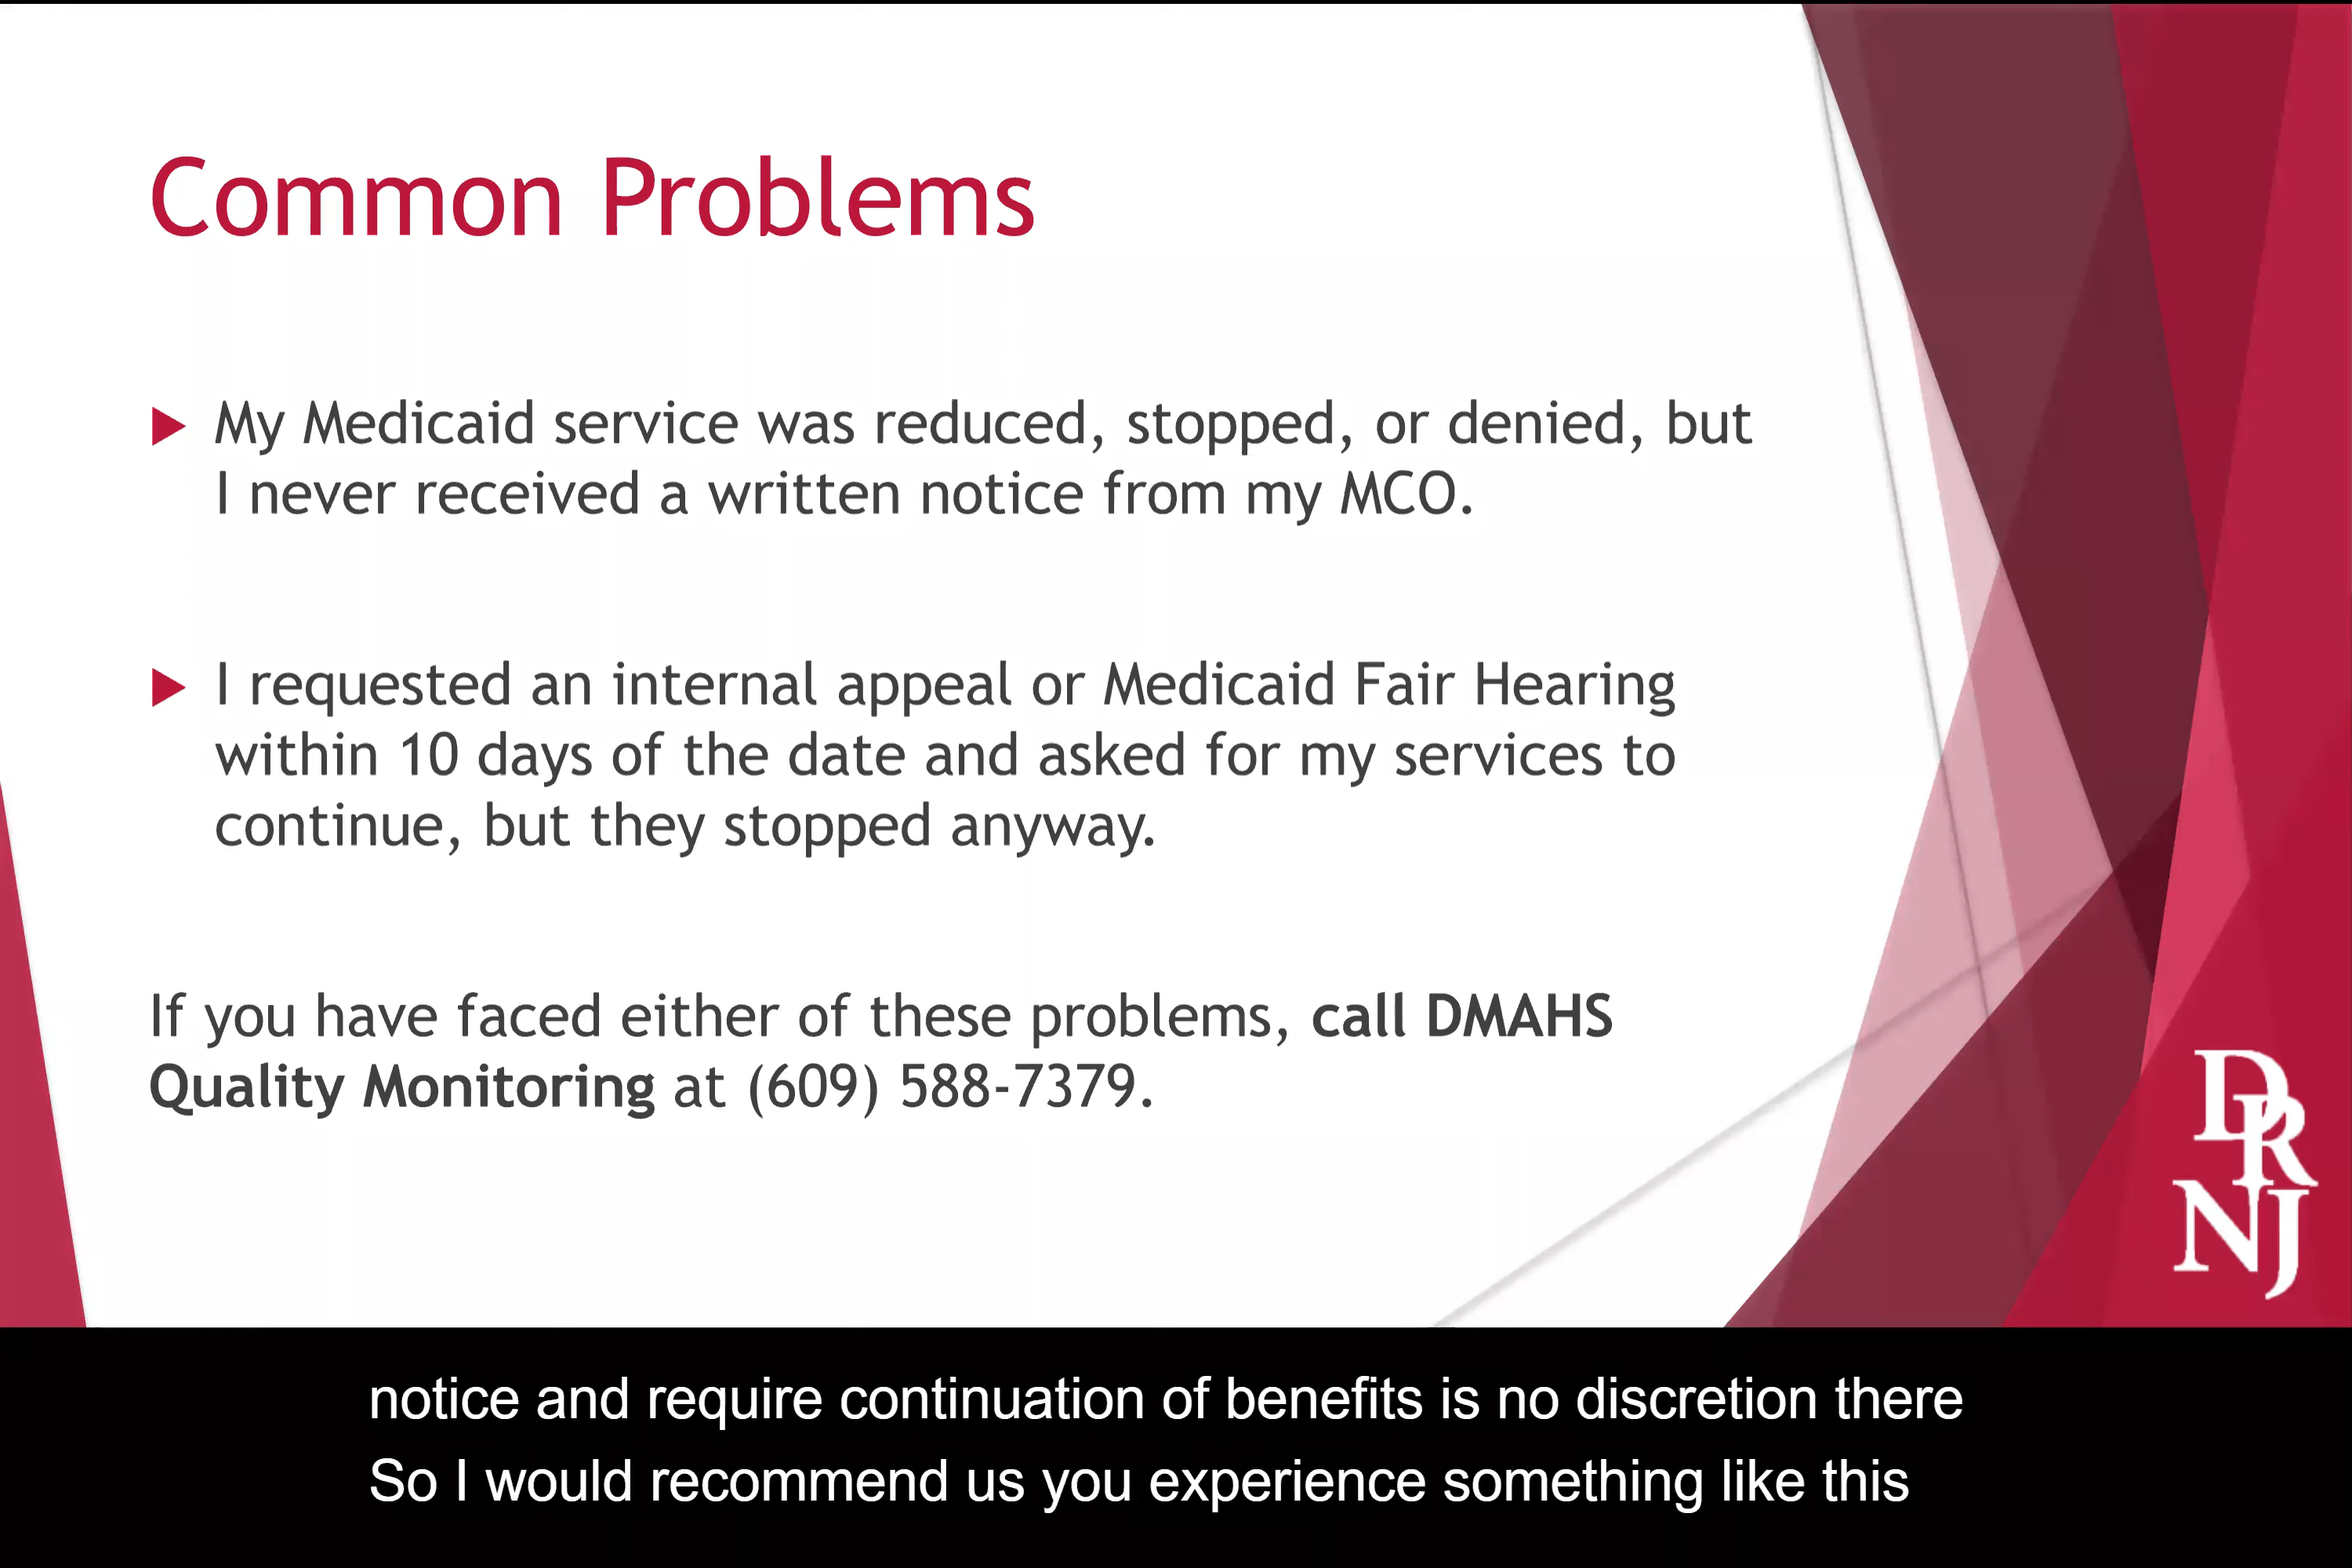 Common Problems
My Medicaid service was reduced, stopped, or denied, but
I never received a written notice from my MCO.
I requested an internal appeal or Medicaid Fair Hearing
within 10 days of the date and asked for my services to
continue, but they stopped anyway.
If you have faced either of these problems, call DMAHS
Quality Monitoring at (609) 588-7379.
DR
NJ
notice and require continuation of benefits is no discretion there
So I would recommend us you experience something like this